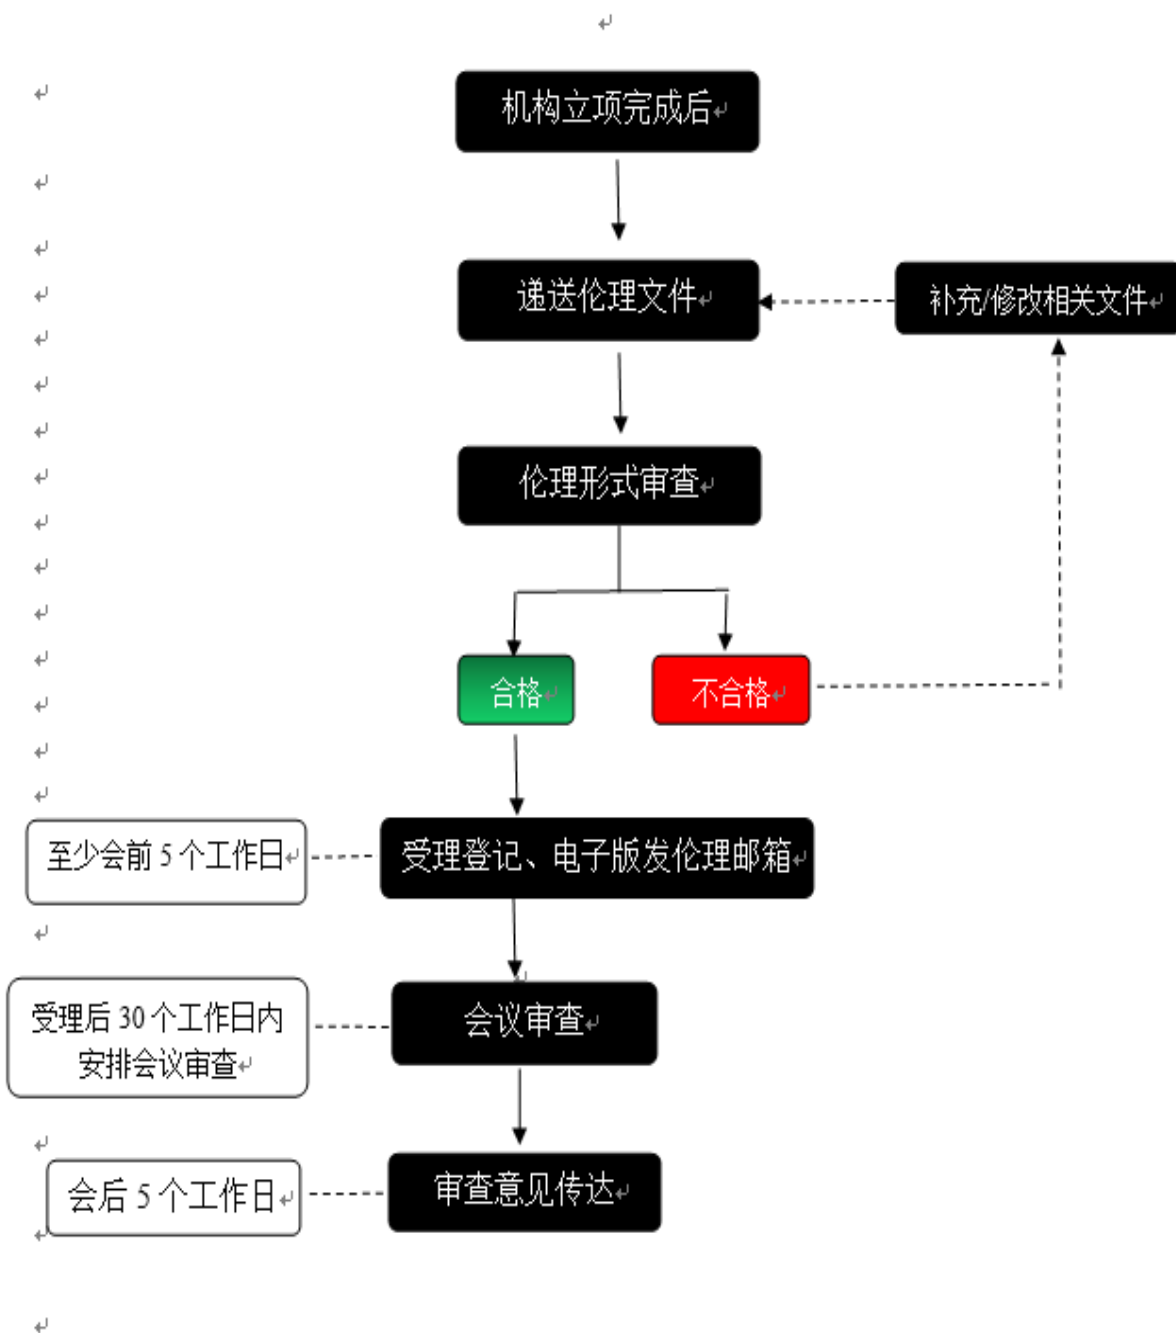 机构立项完成后
递送伦理文件
补充/修改相关文件
伦理形式审查
合格
不合格
至少会前 5 个工作日
受理登记、电子版发伦理邮箱
受理后 30 个工作日内
安排会议审查
会议审查
会后 5 个工作日
审查意见传达